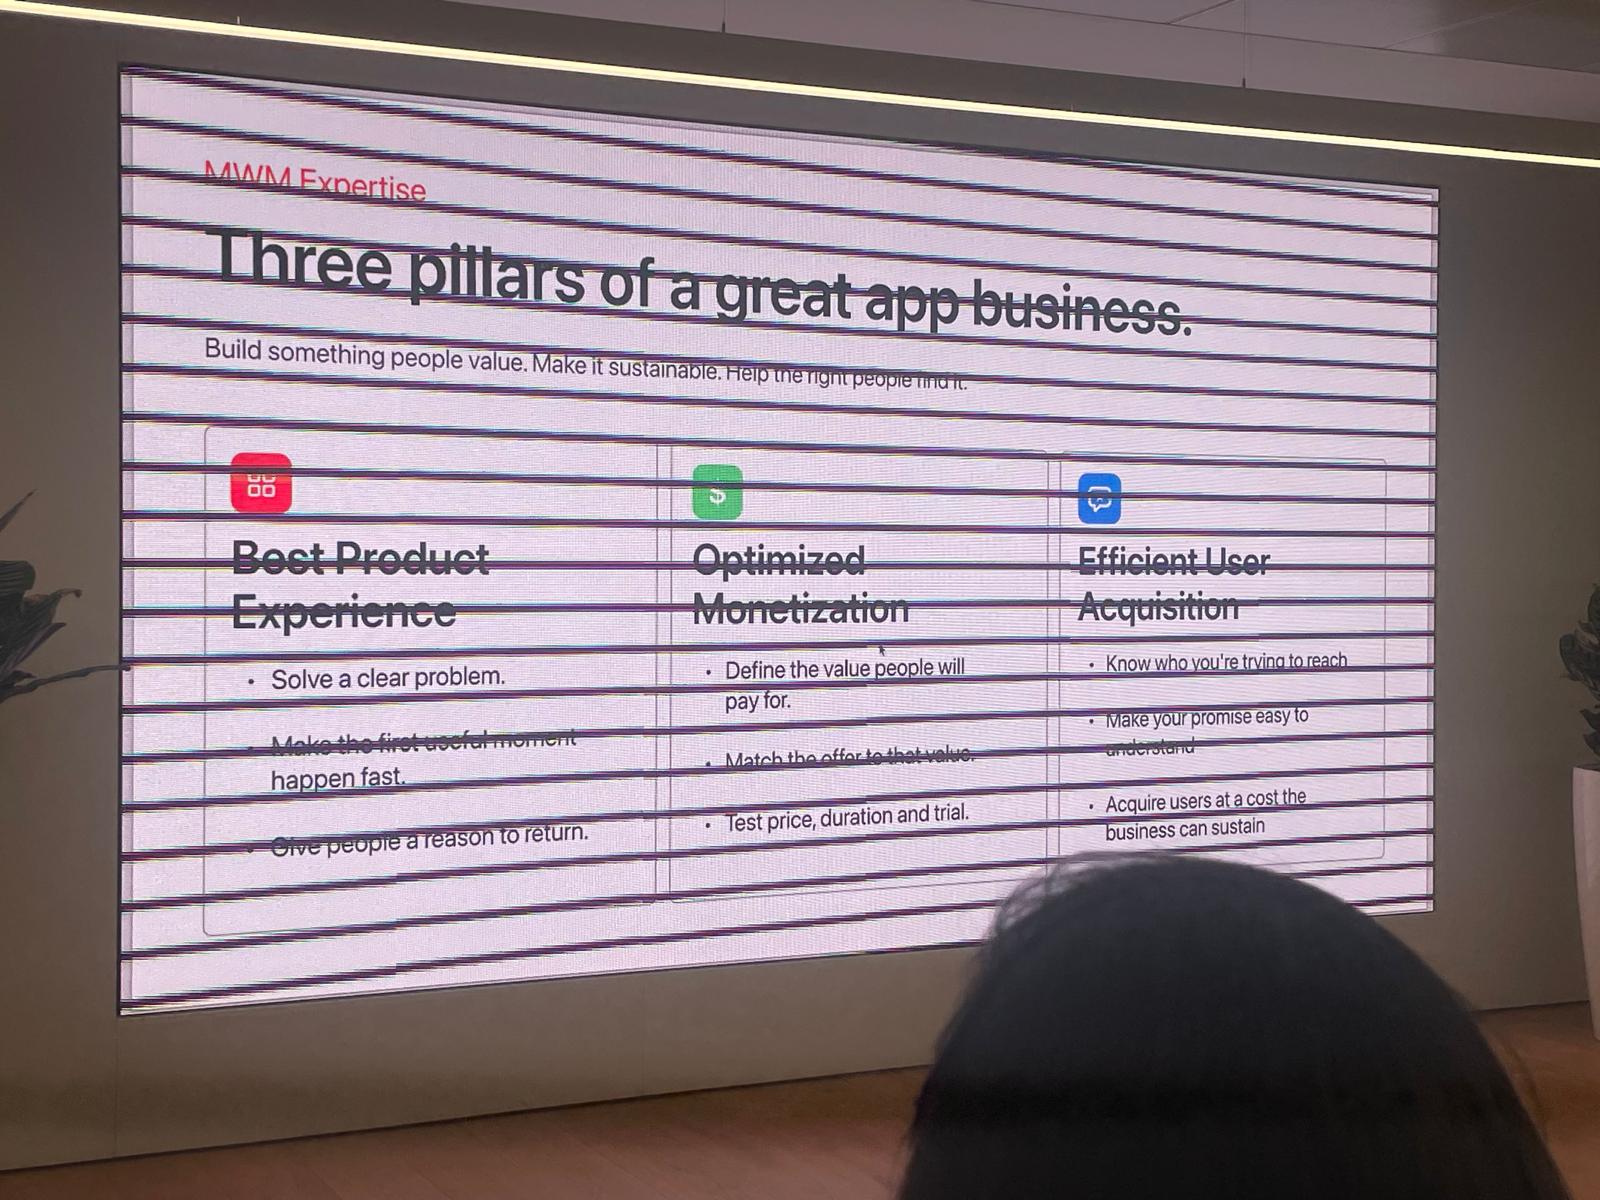 MWM Expertise
Three pillars of a great app business.
Build something people value. Make it sustainable. Help the right people find it.
$
Best Product
Experience
• Solve a clear problem.
• Make the first useful moment
happen fast.
• Give people a reason to return.
Optimized
Monetization
• Define the value people will
pay for.
• Match the offer to that value.
• Test price, duration and trial.
Efficient User
Acquisition
• Know who you're trying to reach
• Make your promise easy to
understand
• Acquire users at a cost the
business can sustain